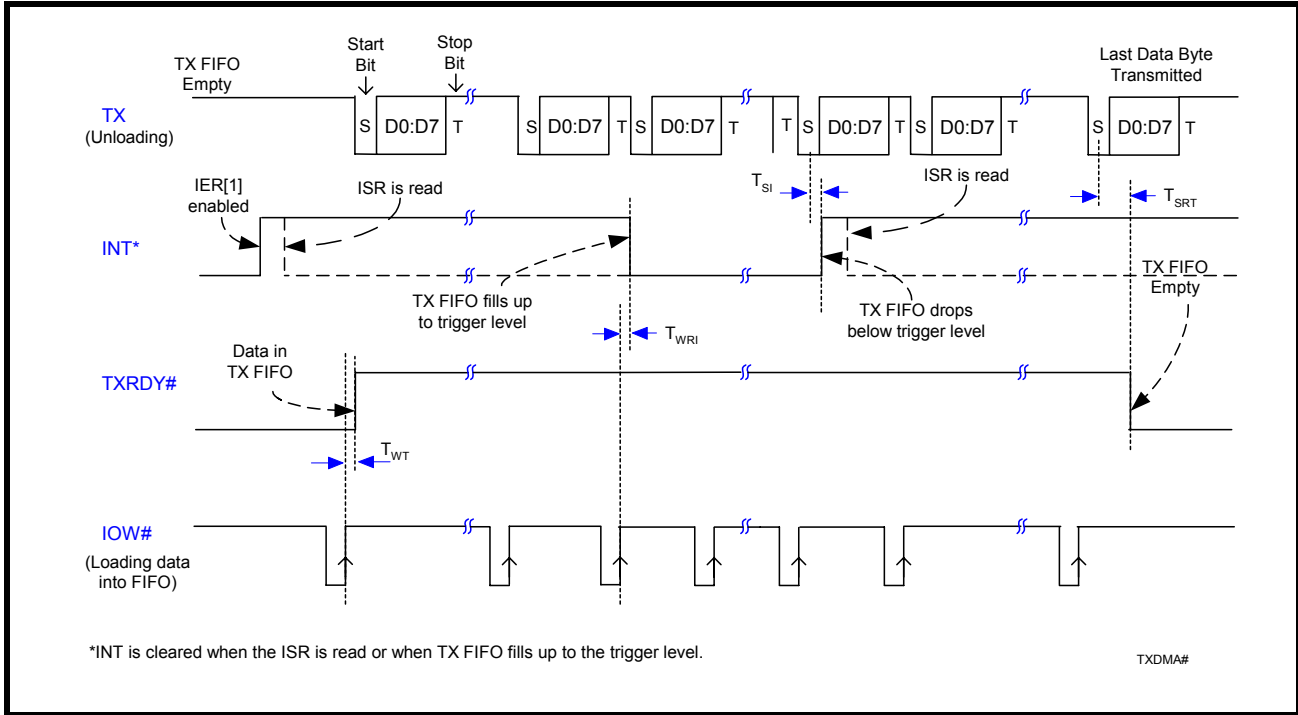 Start
Bit
Stop
Bit
TX FIFO
Empty
Last Data Byte
Transmitted
TX
(Unloading)
S D0:D7 T S D0:D7 T S D0:D7 T T S D0:D7 T S D0:D7 T S D0:D7 T
IER[1]
enabled
ISR is read
TSI
ISR is read
TSRT
INT*
TX FIFO fills up
to trigger level
TX FIFO drops
below trigger level
TX FIFO
Empty
TWRI
Data in
TX FIFO
TXRDY#
TWT
IOW#
(Loading data
into FIFO)
*INT is cleared when the ISR is read or when TX FIFO fills up to the trigger level.
TXDMA#